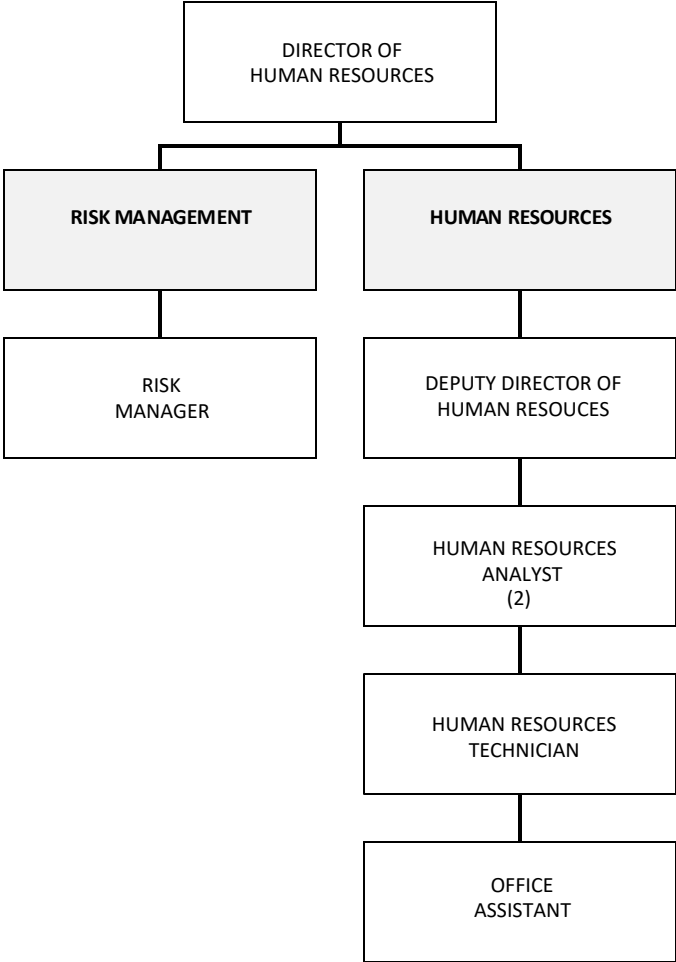 DIRECTOR OF
HUMAN RESOURCES
RISK MANAGEMENT
HUMAN RESOURCES
RISK
MANAGER
DEPUTY DIRECTOR OF
HUMAN RESOUCES
HUMAN RESOURCES
ANALYST
(2)
HUMAN RESOURCES
TECHNICIAN
OFFICE
ASSISTANT